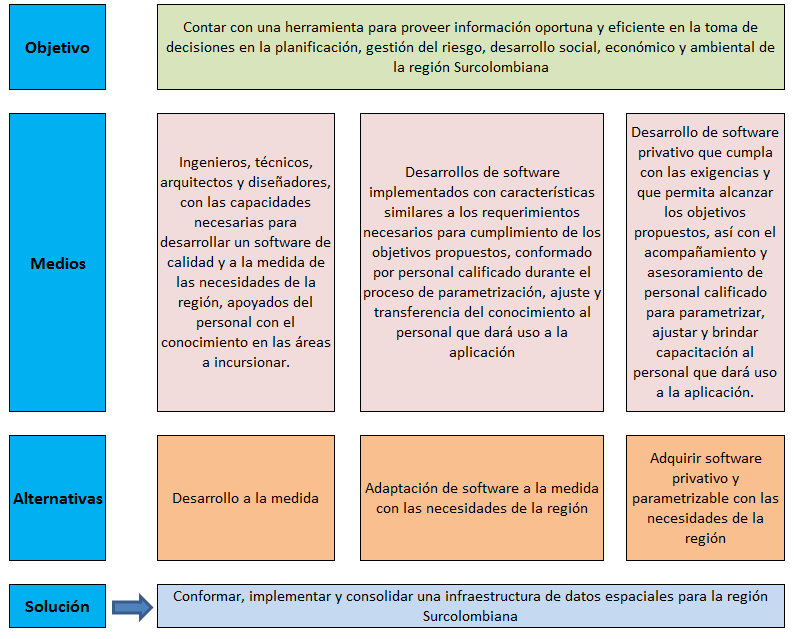 Objetivo
Contar con una herramienta para proveer información oportuna y eficiente en la toma de
decisiones en la planificación, gestión del riesgo, desarrollo social, económico y ambiental de
la región Surcolombiana
Medios
Ingenieros, técnicos,
arquitectos y diseñadores,
con las capacidades
necesarias para
desarrollar un software de
calidad y a la medida de
las necesidades de la
región, apoyados del
personal con el
conocimiento en las áreas
a incursionar.
Desarrollos de software
implementados con características
similares a los requerimientos
necesarios para cumplimiento de los
objetivos propuestos, conformado
por personal calificado durante el
proceso de parametrización, ajuste y
transferencia del conocimiento al
personal que dará uso a la
aplicación
Desarrollo de software
privativo que cumpla
con las exigencias y
que permita alcanzar
los objetivos
propuestos, así con el
acompañamiento y
asesoramiento de
personal calificado
para parametrizar,
ajustar y brindar
capacitación al
personal que dará uso
a la aplicación.
Alternativas
Desarrollo a la medida
Adaptación de software a la medida
con las necesidades de la región
Adquirir software
privativo y
parametrizable con las
necesidades de la
región
Solución
Conformar, implementar y consolidar una infraestructura de datos espaciales para la región
Surcolombiana